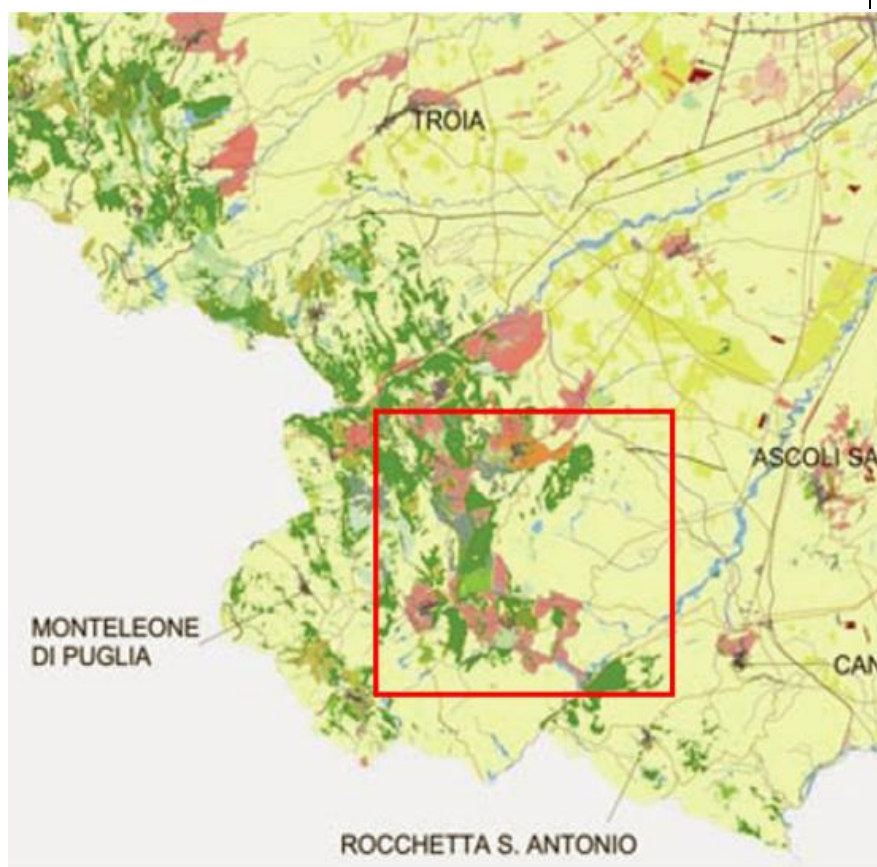 TROIA
ASCOLI SA
MONTELEONE
DI PUGLIA
CAN
ROCCHETTA S. ANTONIO